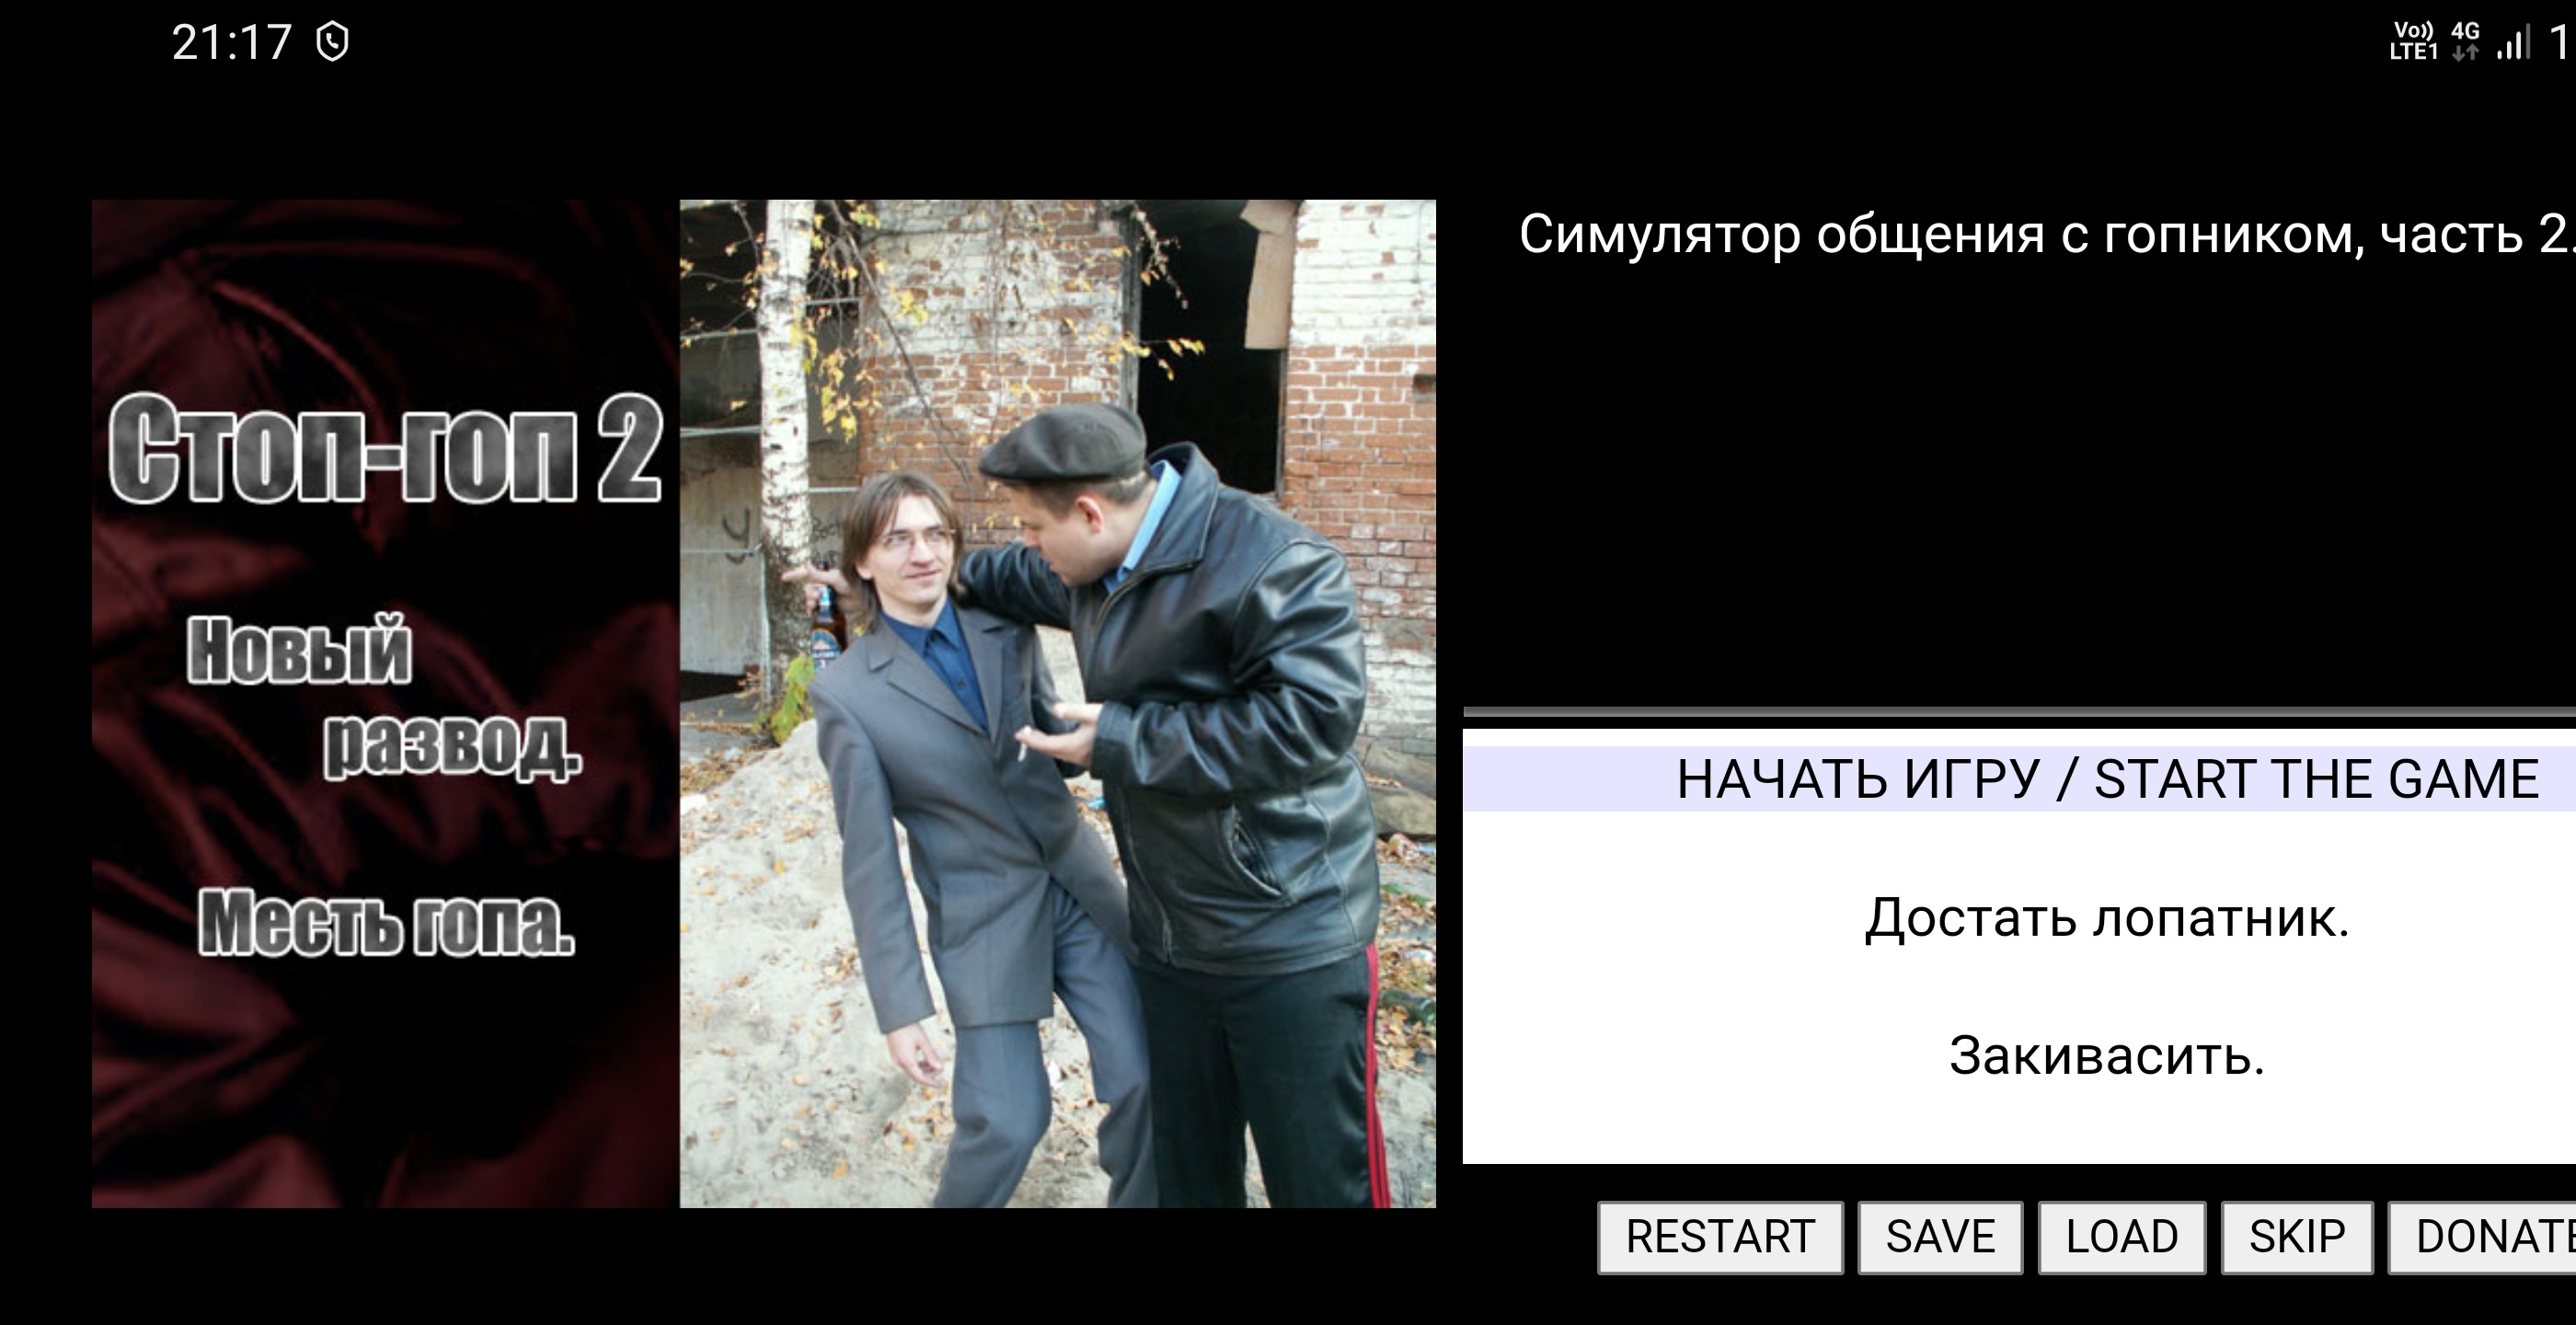 21:17
Vo)) LTE1 4G 1
Стоп-гоп 2
Новый
развод.
Месть гопа.
Симулятор общения с гопником, часть 2.
НАЧАТЬ ИГРУ / START THE GAME
Достать лопатник.
Закивасить.
RESTART SAVE LOAD SKIP DONATE